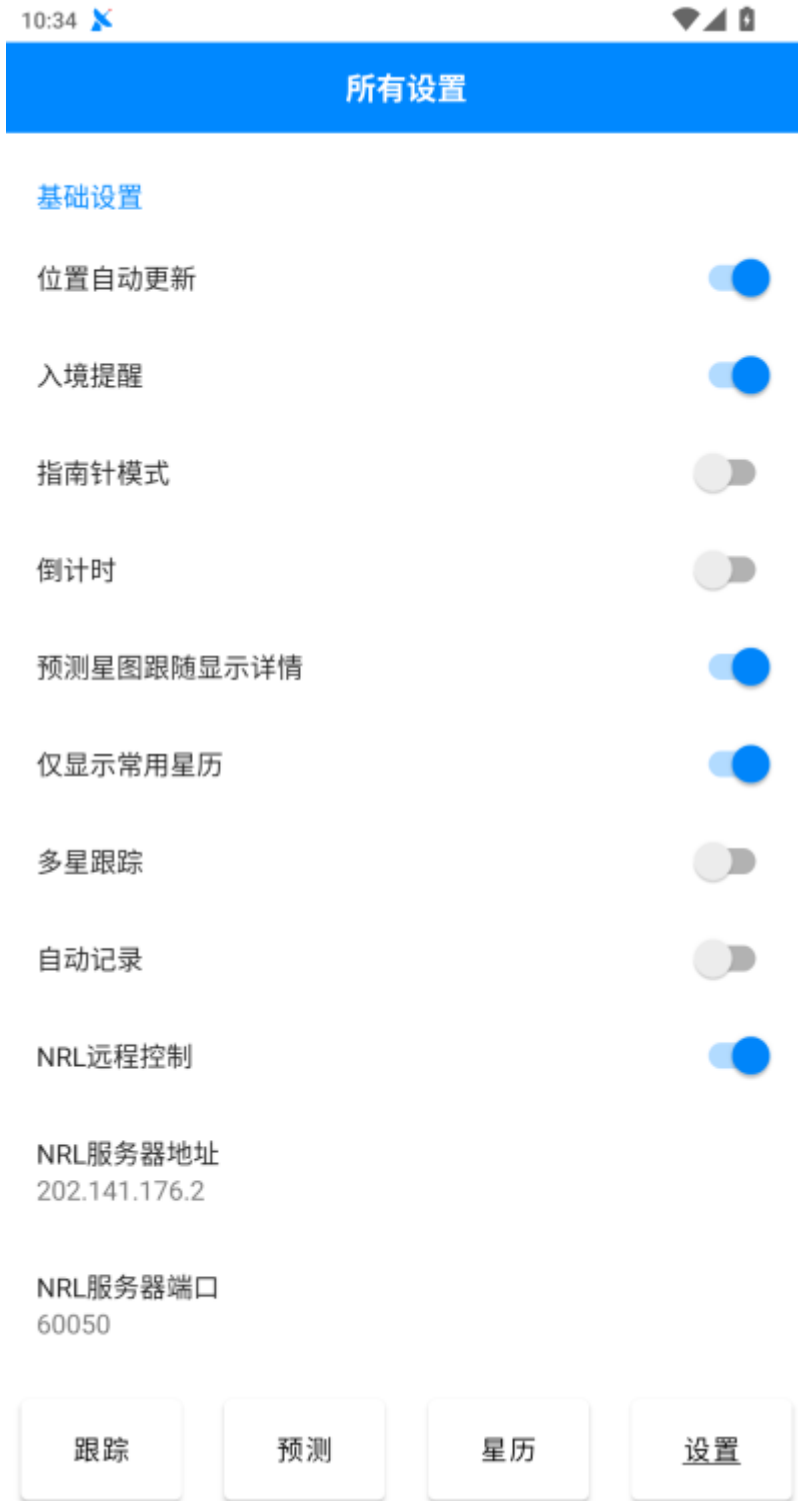 10:34
所有设置
基础设置
位置自动更新
入境提醒
指南针模式
倒计时
预测星图跟随显示详情
仅显示常用星历
多星跟踪
自动记录
NRL远程控制
NRL服务器地址
202.141.176.2
NRL服务器端口
60050
跟踪 预测 星历 设置